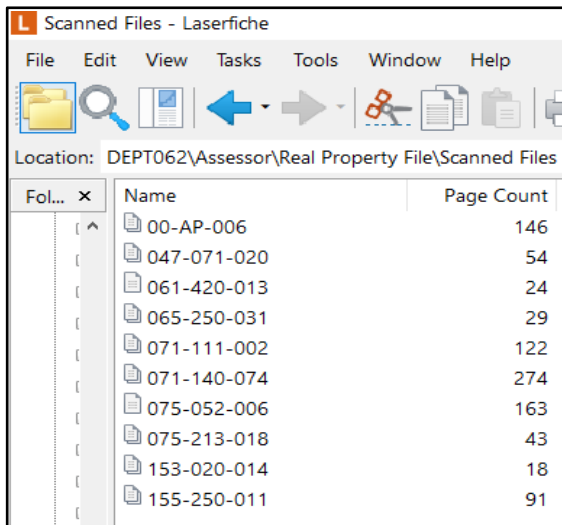 L Scanned Files - Laserfiche
File Edit View Tasks Tools Window Help
Location: DEPT062\Assessor\Real Property File\Scanned Files
Fol... × Name Page Count
00-AP-006 146
047-071-020 54
061-420-013 24
065-250-031 29
071-111-002 122
071-140-074 274
075-052-006 163
075-213-018 43
153-020-014 18
155-250-011 91